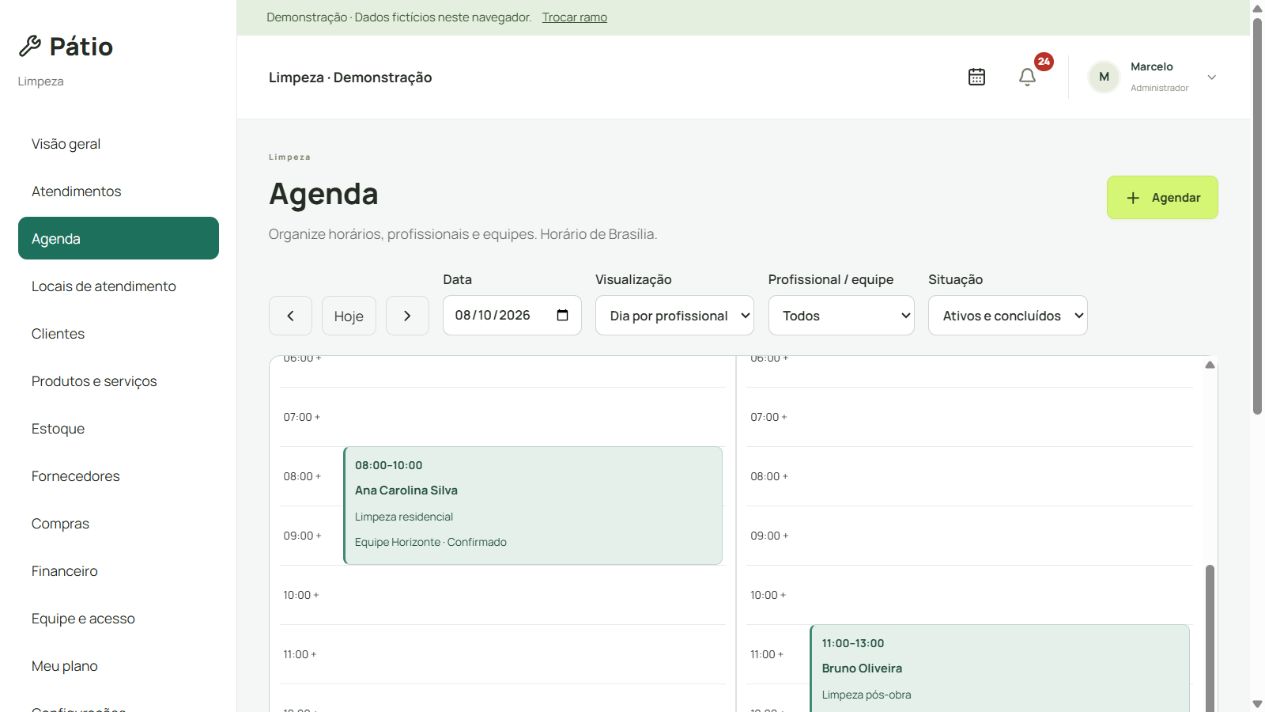 Demonstração · Dados fictícios neste navegador. Trocar ramo
Pátio
Limpeza
Limpeza · Demonstração
24
M
Marcelo
Administrador
Visão geral
Atendimentos
Agenda
Locais de atendimento
Clientes
Produtos e serviços
Estoque
Fornecedores
Compras
Financeiro
Equipe e acesso
Meu plano
Configurações
Limpeza
Agenda
Organize horários, profissionais e equipes. Horário de Brasília.
+ Agendar
Hoje
Data
08/10/2026
Visualização
Dia por profissional
Profissional / equipe
Todos
Situação
Ativos e concluídos
06:00 +
07:00 +
08:00 +
08:00–10:00
Ana Carolina Silva
Limpeza residencial
Equipe Horizonte · Confirmado
09:00 +
10:00 +
11:00 +
12:00 +
06:00 +
07:00 +
08:00 +
09:00 +
10:00 +
11:00 +
11:00–13:00
Bruno Oliveira
Limpeza pós-obra
12:00 +